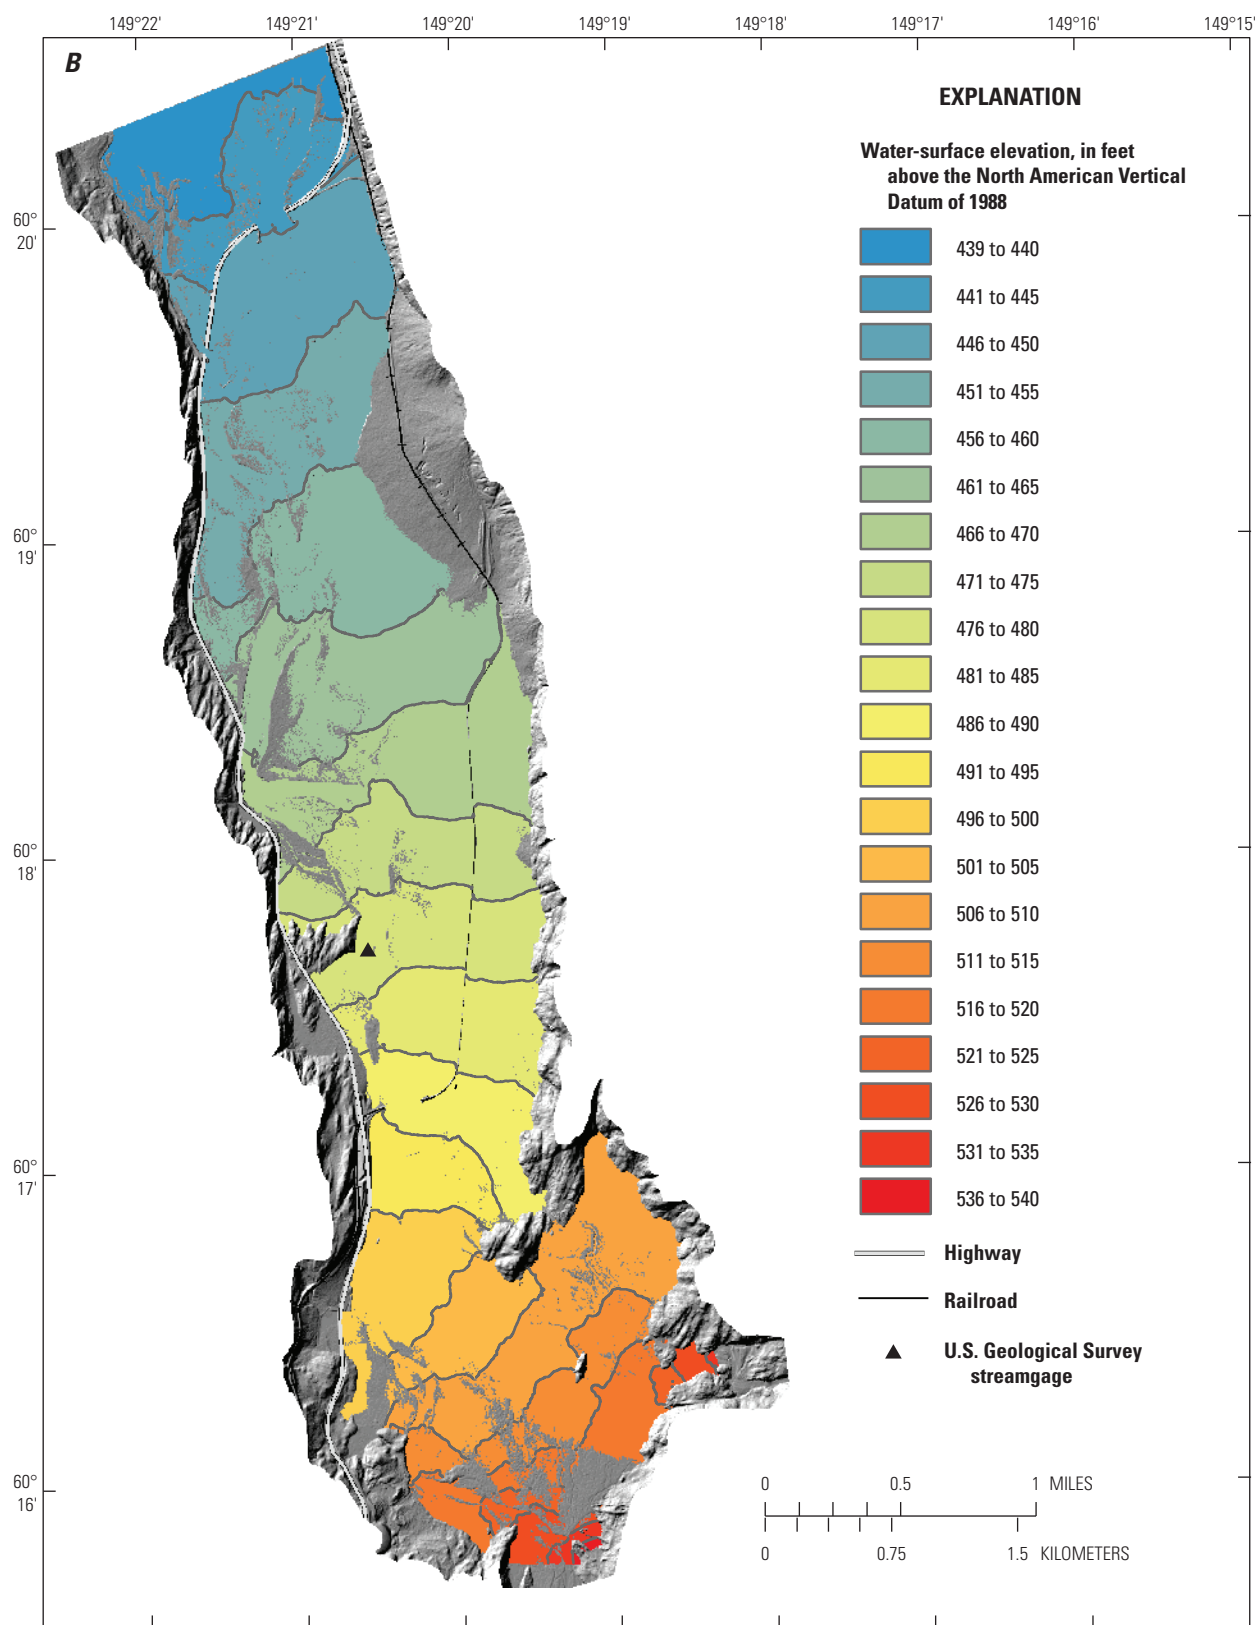 149°22' 149°21' 149°20' 149°19' 149°18' 149°17' 149°16' 149°15'
B
EXPLANATION
Water-surface elevation, in feet
above the North American Vertical
Datum of 1988
439 to 440
441 to 445
446 to 450
451 to 455
456 to 460
461 to 465
466 to 470
471 to 475
476 to 480
481 to 485
486 to 490
491 to 495
496 to 500
501 to 505
506 to 510
511 to 515
516 to 520
521 to 525
526 to 530
531 to 535
536 to 540
Highway
Railroad
U.S. Geological Survey
streamgage
60°
20'
60°
19'
60°
18'
60°
17'
60°
16'
0 0.5 1 MILES
0 0.75 1.5 KILOMETERS